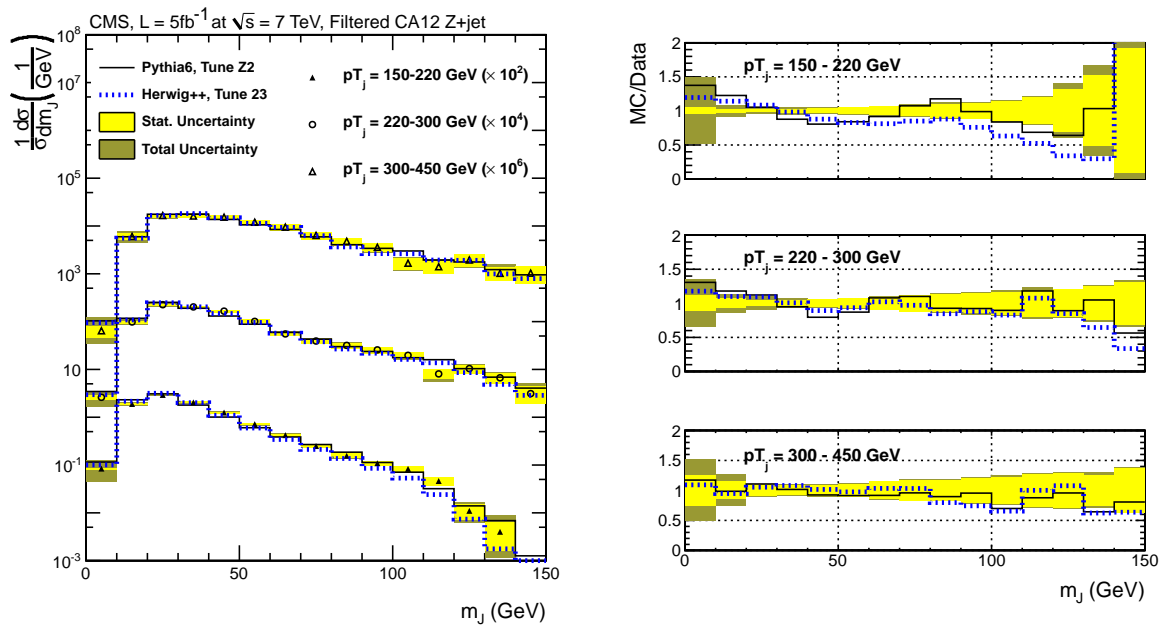 CMS, L = 5fb⁻¹ at √s = 7 TeV, Filtered CA12 Z+jet
1/σ dσ/dm_J (1/GeV)
10⁸
10⁷
10⁵
10³
10
10⁻¹
10⁻³
Pythia6, Tune Z2
Herwig++, Tune 23
Stat. Uncertainty
Total Uncertainty
pT_j = 150-220 GeV (× 10²)
pT_j = 220-300 GeV (× 10⁴)
pT_j = 300-450 GeV (× 10⁶)
0 50 100 150
m_J (GeV)
MC/Data
2
1.5
1
0.5
0
pT_j = 150 - 220 GeV
2
1.5
1
0.5
0
pT_j = 220 - 300 GeV
2
1.5
1
0.5
0
pT_j = 300 - 450 GeV
0 50 100 150
m_J (GeV)